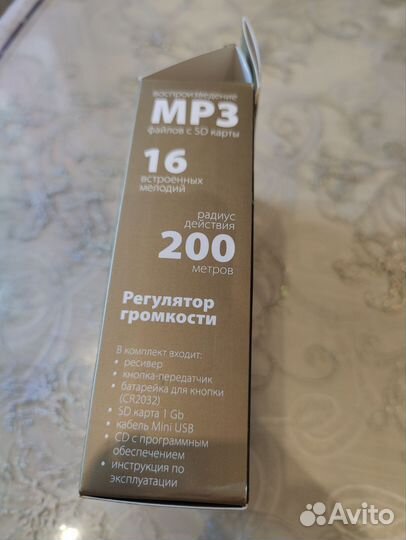 воспроизведение
MP3
файлов с SD карты
16
встроенных
мелодий
радиус
действия
200
метров
Регулятор
громкости
В комплект входит:
• ресивер
• кнопка-передатчик
• батарейка для кнопки
(CR2032)
• SD карта 1 Gb
• кабель Mini USB
• CD с программным
обеспечением
• инструкция по
эксплуатации
Avito